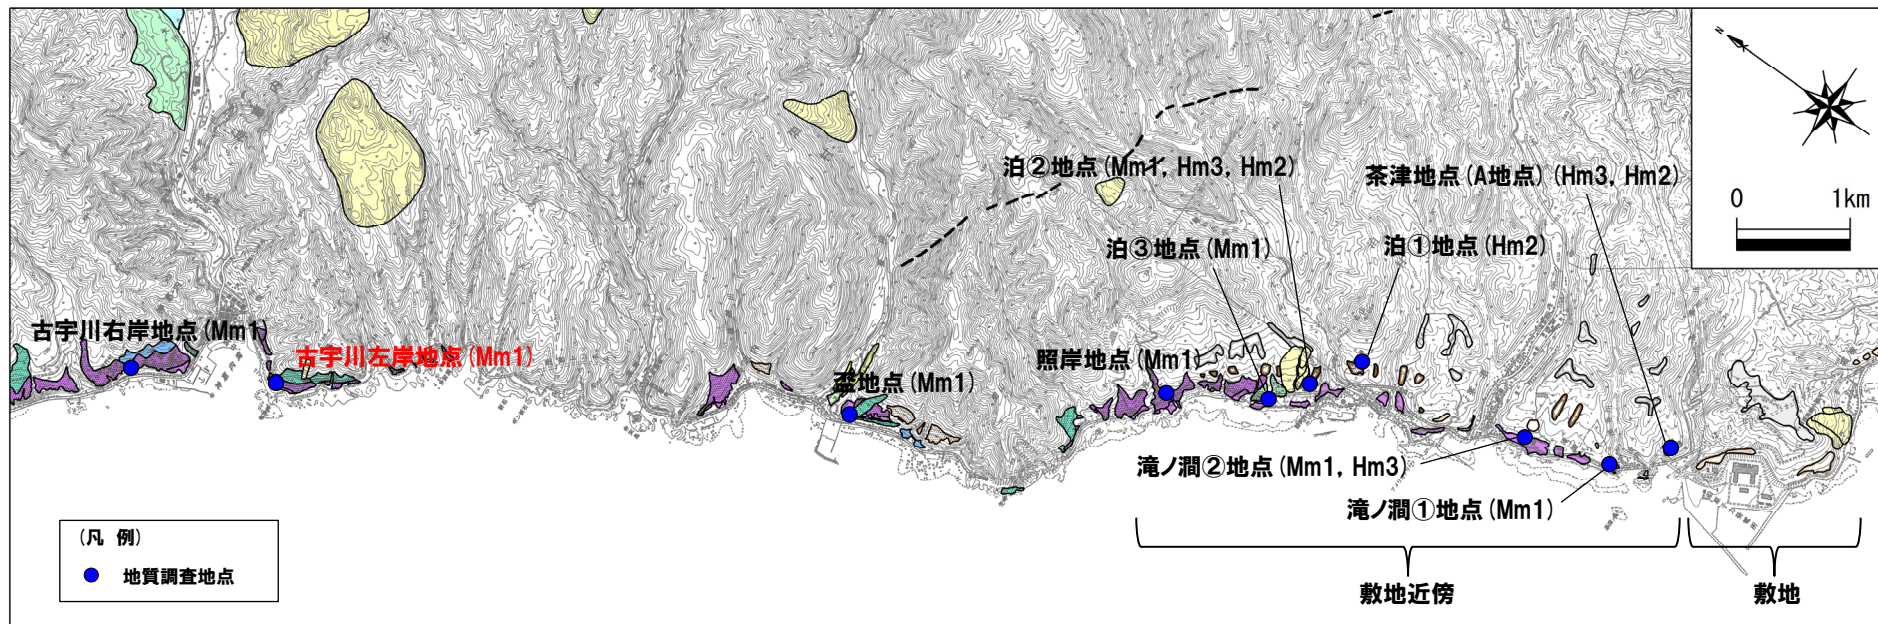 N
0 1km
泊②地点(Mm1, Hm3, Hm2)
茶津地点(A地点)(Hm3, Hm2)
泊③地点(Mm1)
泊①地点(Hm2)
古宇川右岸地点(Mm1)
古宇川左岸地点(Mm1)
盃地点(Mm1)
照岸地点(Mm1)
滝ノ澗②地点(Mm1, Hm3)
滝ノ澗①地点(Mm1)
(凡 例)
地質調査地点
敷地近傍
敷地